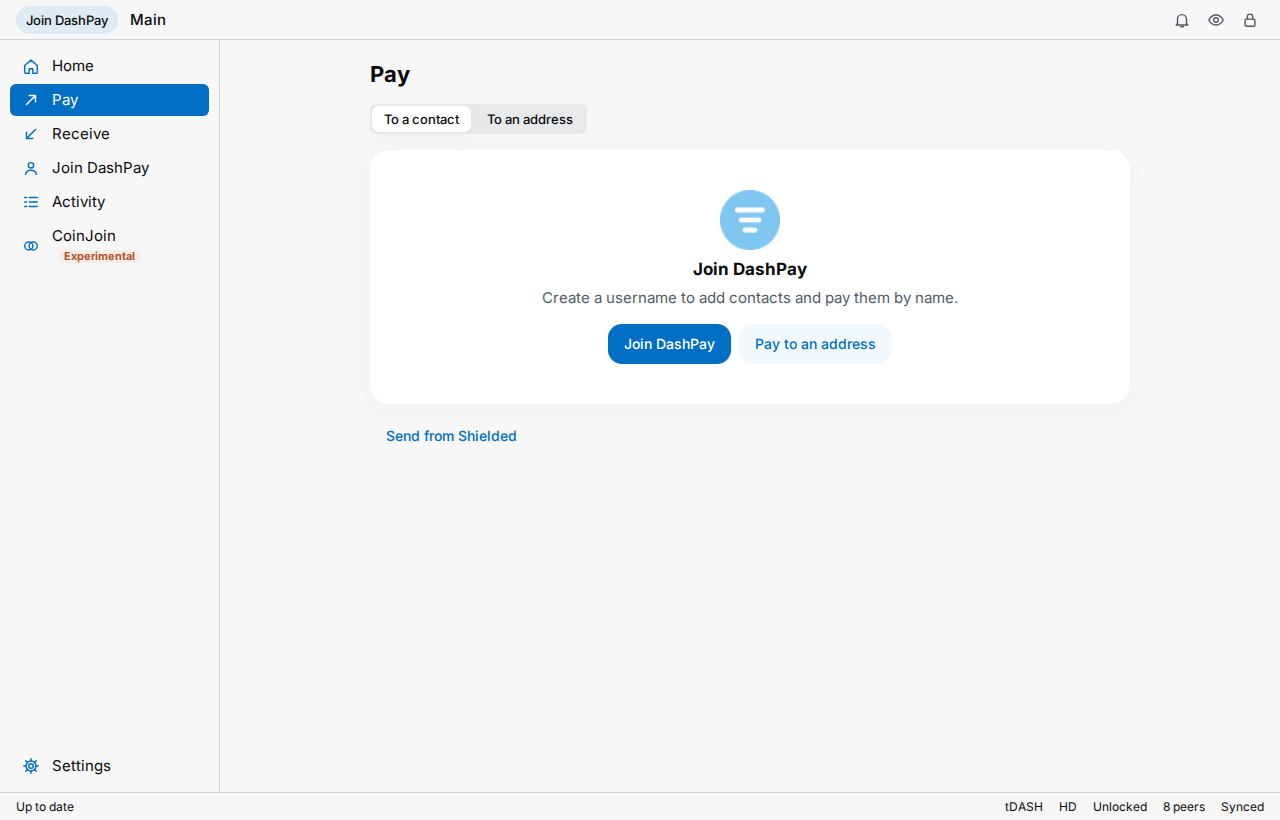 Join DashPay Main
Home
Pay
Receive
Join DashPay
Activity
CoinJoin
Experimental
Settings
Pay
To a contact To an address
Join DashPay
Create a username to add contacts and pay them by name.
Join DashPay Pay to an address
Send from Shielded
Up to date tDASH HD Unlocked 8 peers Synced